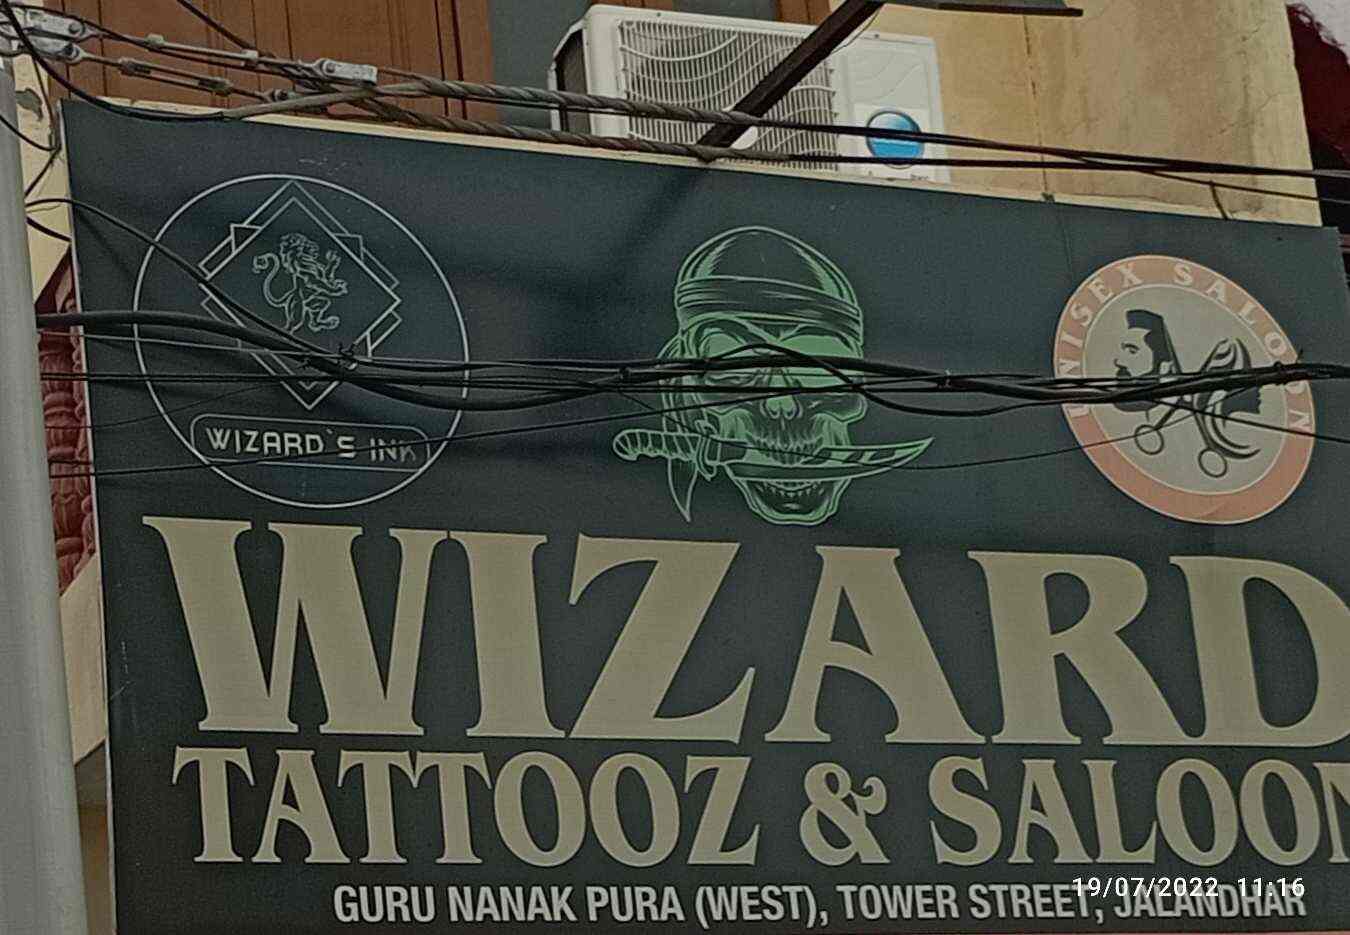 WIZARD`S INK
UNISEX SALOON
WIZARD
TATTOOZ & SALOON
GURU NANAK PURA (WEST), TOWER STREET, JALANDHAR
19/07/2022 11:16